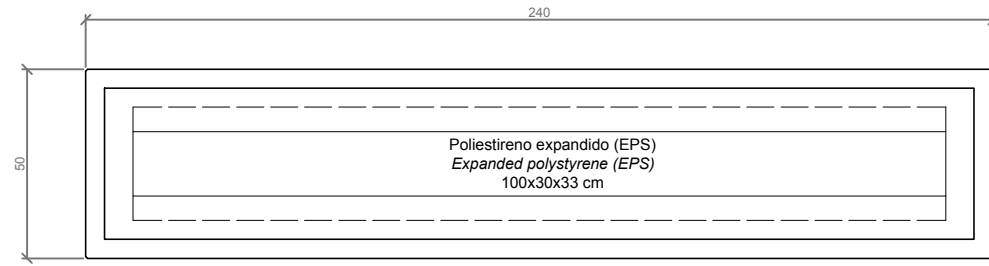 240
50
Poliestireno expandido (EPS)
Expanded polystyrene (EPS)
100x30x33 cm